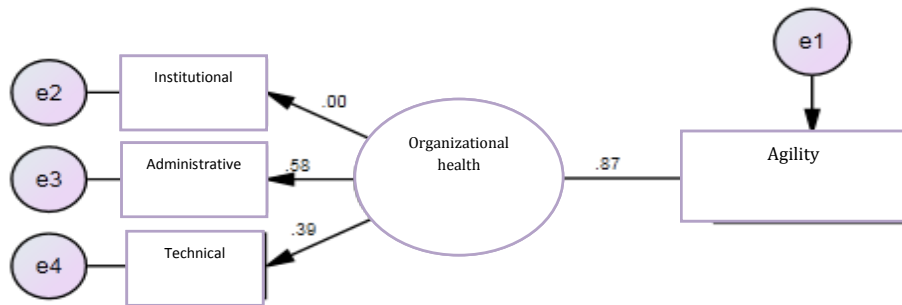 e1
e2
Institutional
.00
Organizational
health
e3
Administrative
.58
.87
Agility
e4
Technical
.39